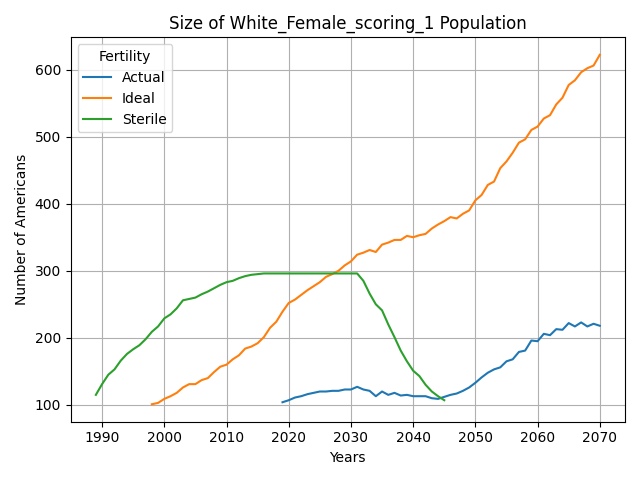 Size of White_Female_scoring_1 Population
Fertility
Actual
Ideal
Sterile
Number of Americans
600
500
400
300
200
100
1990 2000 2010 2020 2030 2040 2050 2060 2070
Years